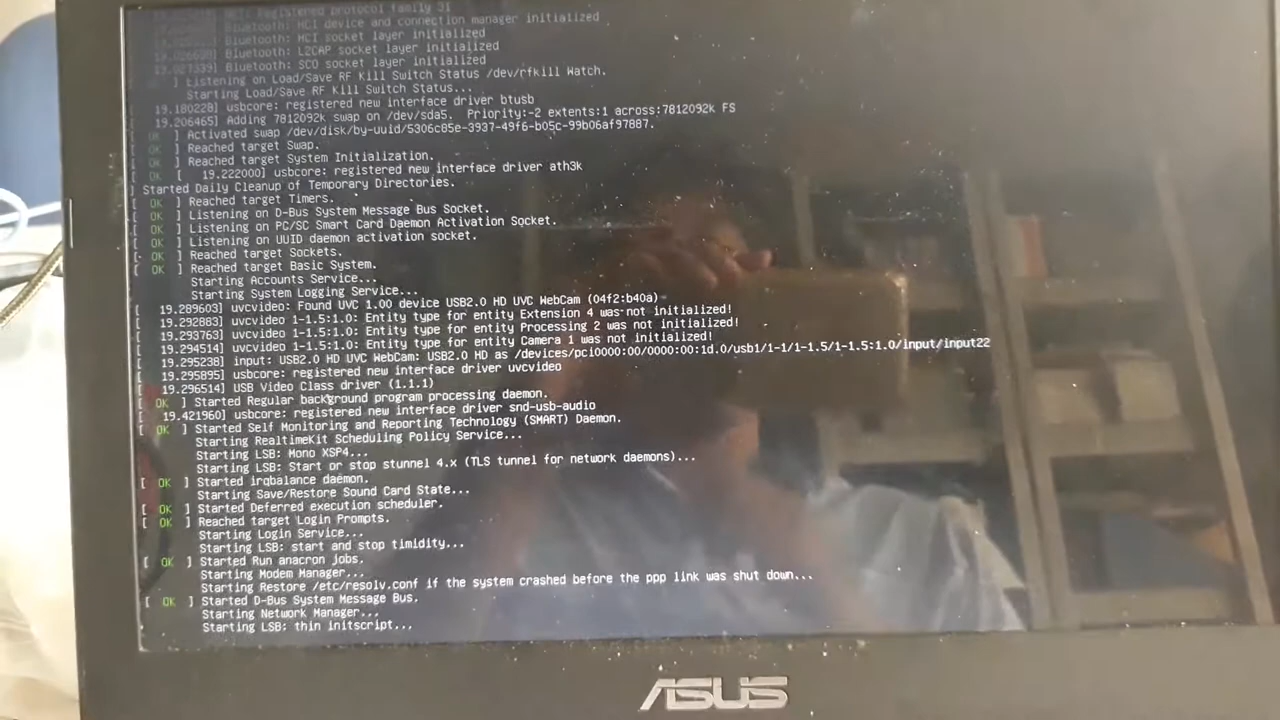 Registered protocol family 31
Bluetooth: HCI device and connection manager initialized
Bluetooth: HCI socket layer initialized
Bluetooth: L2CAP socket layer initialized
Bluetooth: SCO socket layer initialized
] Listening on Load/Save RF Kill Switch Status /dev/rfkill Watch.
Starting Load/Save RF Kill Switch Status...
19.180228] usbcore: registered new interface driver btusb
19.206465] Adding 7812092k swap on /dev/sda5. Priority:-2 extents:1 across:7812092k FS
OK ] Activated swap /dev/disk/by-uuid/5306c85e-3937-49f6-b05c-99b06af97887.
[ OK ] Reached target Swap.
[ OK ] Reached target System Initialization.
[ OK [ 19.222000] usbcore: registered new interface driver ath3k
] Started Daily Cleanup of Temporary Directories.
[ OK ] Reached target Timers.
[ OK ] Listening on D-Bus System Message Bus Socket.
[ OK ] Listening on PC/SC Smart Card Daemon Activation Socket.
[ OK ] Listening on UUID daemon activation socket.
[ OK ] Reached target Sockets.
[ OK ] Reached target Basic System.
Starting Accounts Service...
Starting System Logging Service...
[ 19.289603] uvcvideo: Found UVC 1.00 device USB2.0 HD UVC WebCam (04f2:b40a)
[ 19.292883] uvcvideo 1-1.5:1.0: Entity type for entity Extension 4 was not initialized!
[ 19.293763] uvcvideo 1-1.5:1.0: Entity type for entity Processing 2 was not initialized!
[ 19.294514] uvcvideo 1-1.5:1.0: Entity type for entity Camera 1 was not initialized!
[ 19.295238] input: USB2.0 HD UVC WebCam: USB2.0 HD as /devices/pci0000:00/0000:00:1d.0/usb1/1-1/1-1.5/1-1.5:1.0/input/input22
[ 19.295895] usbcore: registered new interface driver uvcvideo
[ 19.296514] USB Video Class driver (1.1.1)
[ OK ] Started Regular background program processing daemon.
[ 19.421960] usbcore: registered new interface driver snd-usb-audio
[ OK ] Started Self Monitoring and Reporting Technology (SMART) Daemon.
Starting RealtimeKit Scheduling Policy Service...
Starting LSB: Mono XSP4...
Starting LSB: Start or stop stunnel 4.x (TLS tunnel for network daemons)...
[ OK ] Started irqbalance daemon.
Starting Save/Restore Sound Card State...
[ OK ] Started Deferred execution scheduler.
[ OK ] Reached target Login Prompts.
Starting Login Service...
Starting LSB: start and stop timidity...
[ OK ] Started Run anacron jobs.
Starting Modem Manager...
Starting Restore /etc/resolv.conf if the system crashed before the ppp link was shut down...
[ OK ] Started D-Bus System Message Bus.
Starting Network Manager...
Starting LSB: thin initscript...
ASUS